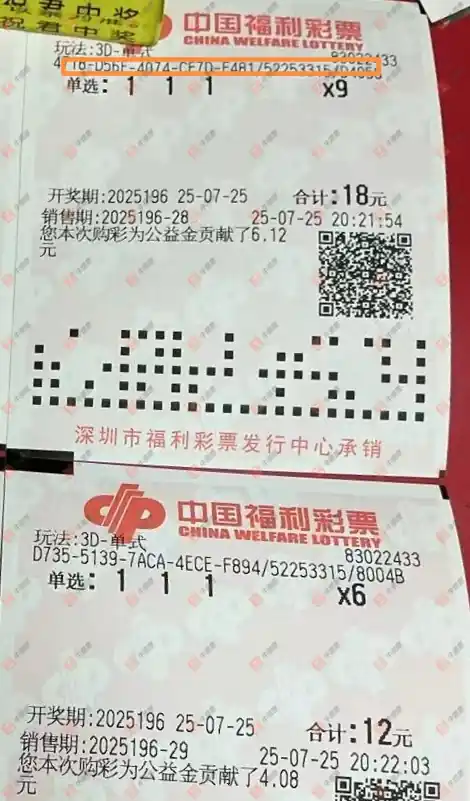 祝君中奖
中国福利彩票
CHINA WELFARE LOTTERY
玩法:3D-单式
83022433
单选: 1 1 1 x9
开奖期:2025196 25-07-25 合计:18元
销售期:2025196-28 25-07-25 20:21:54
您本次购彩为公益金贡献了6.12
元
深圳市福利彩票发行中心承销
中国福利彩票
CHINA WELFARE LOTTERY
玩法:3D-单式 83022433
D735-5139-7ACA-4ECE-F894/52253315/8004B
单选: 1 1 1 x6
开奖期:2025196 25-07-25 合计:12元
销售期:2025196-29 25-07-25 20:22:03
您本次购彩为公益金贡献了4.08
元